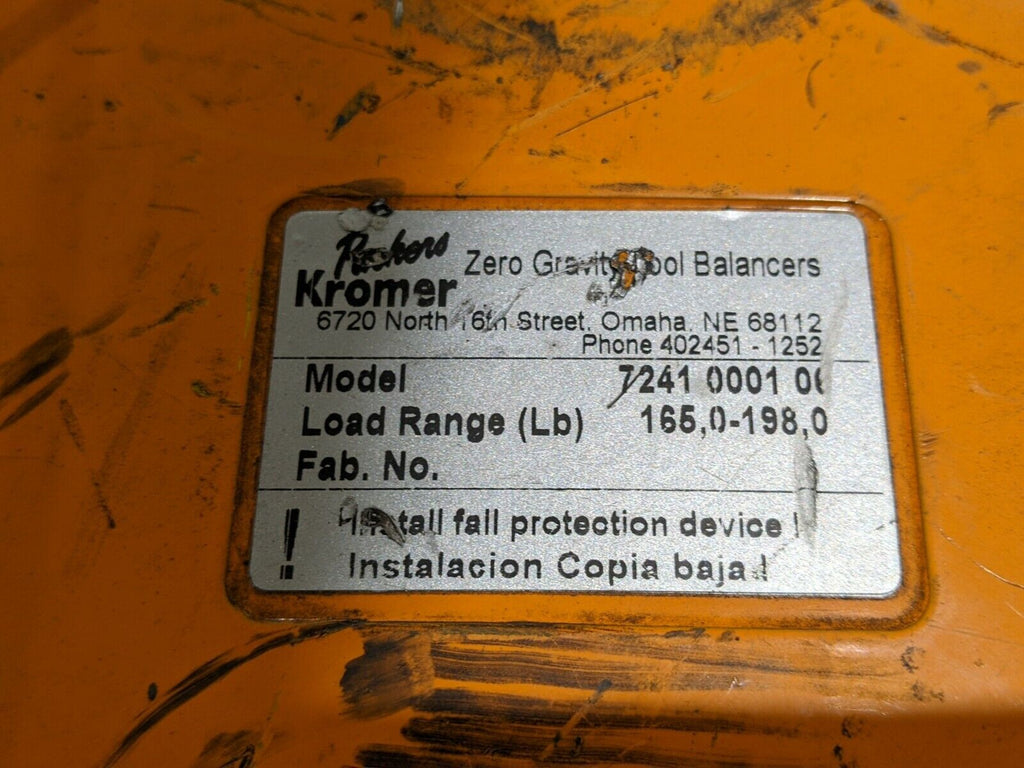 Packers
Kromer
Zero Gravity Tool Balancers
6720 North 16th Street, Omaha, NE 68112
Phone 402451 - 1252
Model 7241 0001 00
Load Range (Lb) 165,0-198,0
Fab. No.
! Install fall protection device !
Instalacion Copia baja !